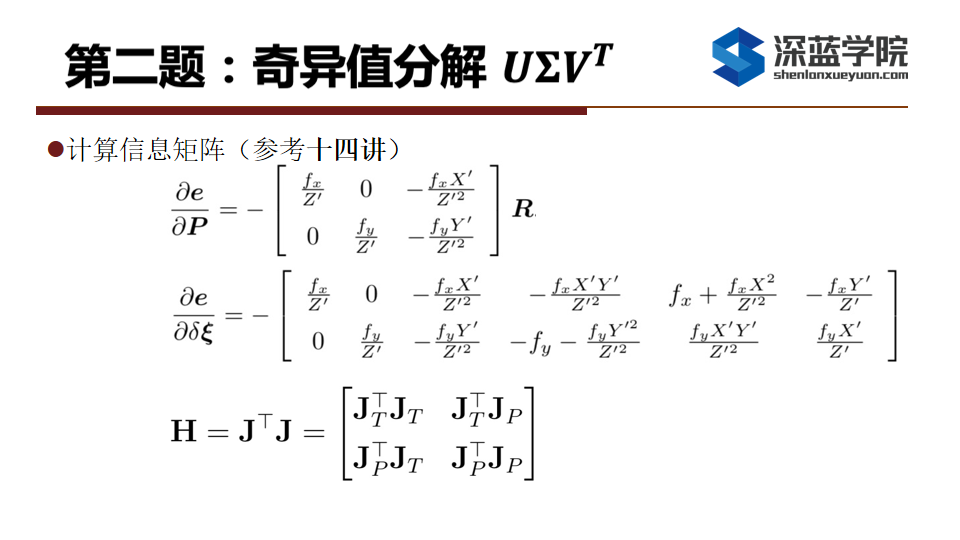 第二题：奇异值分解 $U\Sigma V^T$
深蓝学院
shenlanxueyuan.com
●计算信息矩阵（参考十四讲）
$\frac{\partial \boldsymbol{e}}{\partial \boldsymbol{P}} = -\begin{bmatrix} \frac{f_x}{Z'} & 0 & -\frac{f_x X'}{Z'^2} \\ 0 & \frac{f_y}{Z'} & -\frac{f_y Y'}{Z'^2} \end{bmatrix} \boldsymbol{R}.$
$\frac{\partial \boldsymbol{e}}{\partial \delta \boldsymbol{\xi}} = -\begin{bmatrix} \frac{f_x}{Z'} & 0 & -\frac{f_x X'}{Z'^2} & -\frac{f_x X' Y'}{Z'^2} & f_x + \frac{f_x X^2}{Z'^2} & -\frac{f_x Y'}{Z'} \\ 0 & \frac{f_y}{Z'} & -\frac{f_y Y'}{Z'^2} & -f_y - \frac{f_y Y'^2}{Z'^2} & \frac{f_y X' Y'}{Z'^2} & \frac{f_y X'}{Z'} \end{bmatrix}$
$\mathbf{H} = \mathbf{J}^\top \mathbf{J} = \begin{bmatrix} \mathbf{J}_T^\top \mathbf{J}_T & \mathbf{J}_T^\top \mathbf{J}_P \\ \mathbf{J}_P^\top \mathbf{J}_T & \mathbf{J}_P^\top \mathbf{J}_P \end{bmatrix}$